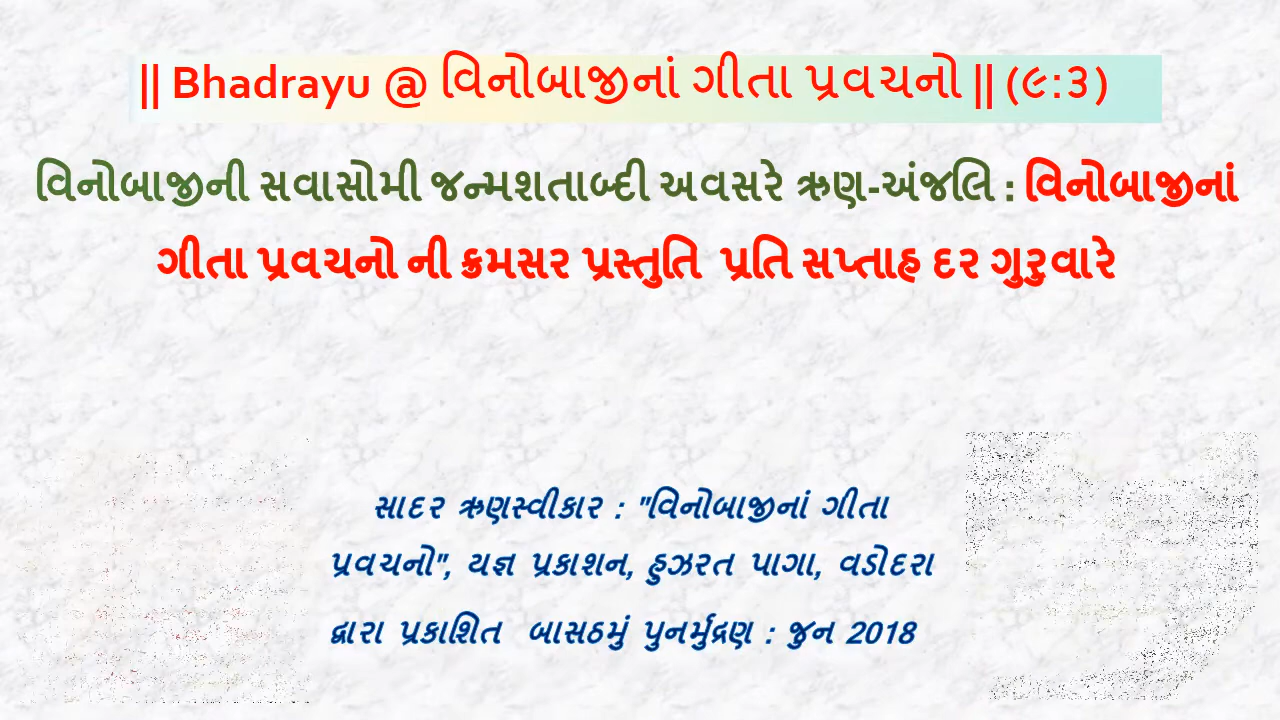 || Bhadrayu @ વિનોબાજીનાં ગીતા પ્રવચનો || (૯:૩)
વિનોબાજીની સવાસોમી જન્મશતાબ્દી અવસરે ઋણ-અંજલિ : વિનોબાજીનાં
ગીતા પ્રવચનો ની ક્રમસર પ્રસ્તુતિ પ્રતિ સપ્તાહ દર ગુરુવારે
સાદર ઋણસ્વીકાર : "વિનોબાજીનાં ગીતા
પ્રવચનો", યજ્ઞ પ્રકાશન, હુઝરત પાગા, વડોદરા
દ્વારા પ્રકાશિત બાસઠમું પુનર્મુદ્રણ : જુન 2018